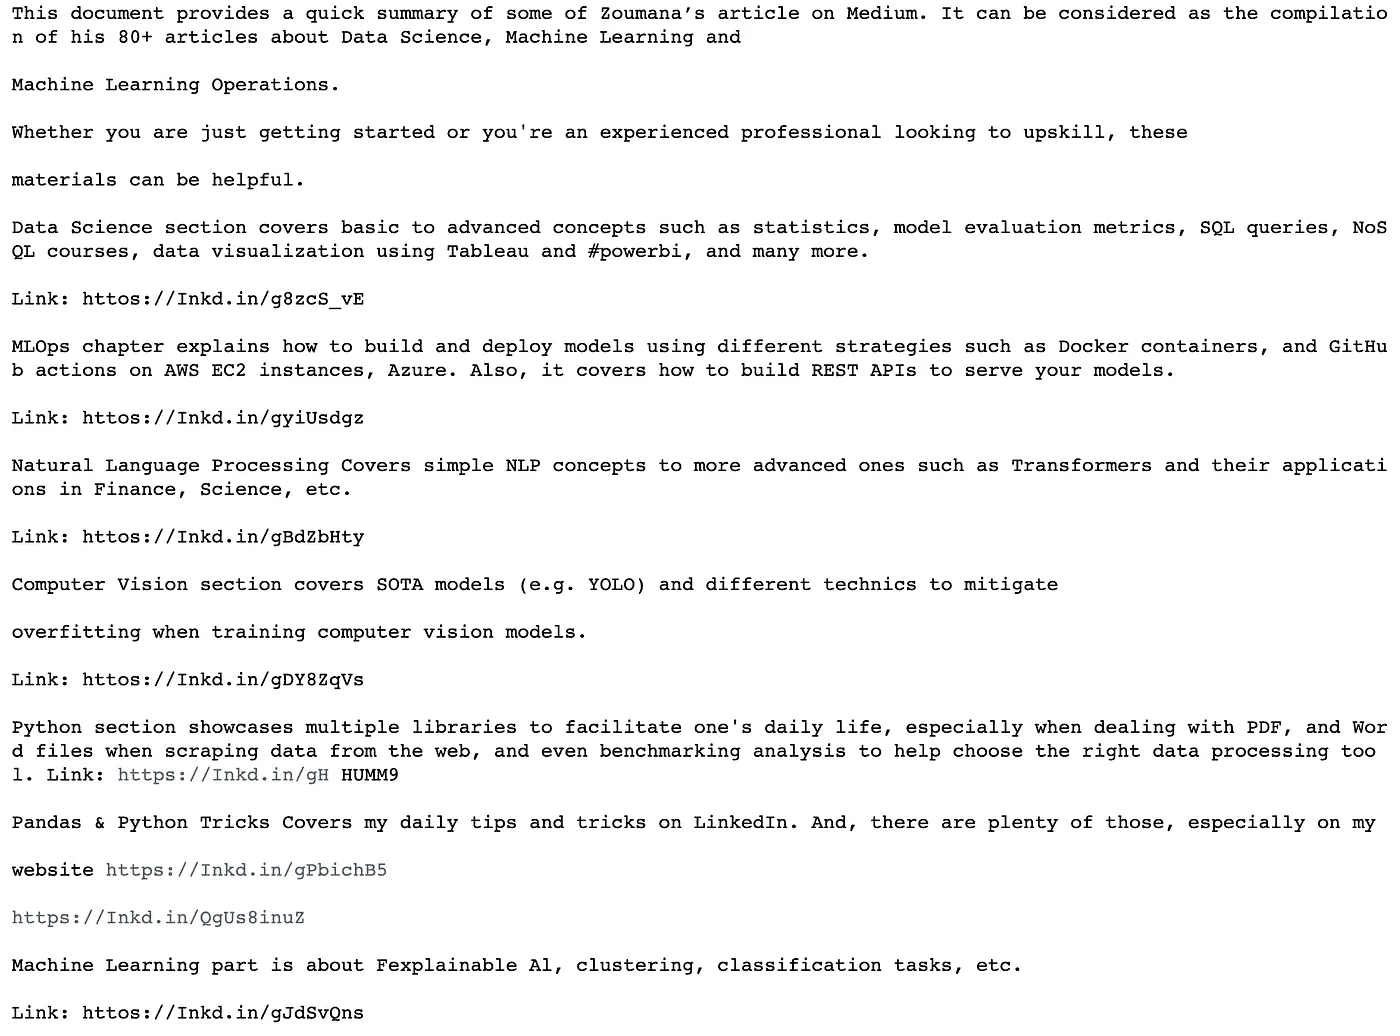 This document provides a quick summary of some of Zoumana’s article on Medium. It can be considered as the compilatio
n of his 80+ articles about Data Science, Machine Learning and
Machine Learning Operations.
Whether you are just getting started or you're an experienced professional looking to upskill, these
materials can be helpful.
Data Science section covers basic to advanced concepts such as statistics, model evaluation metrics, SQL queries, NoS
QL courses, data visualization using Tableau and #powerbi, and many more.
Link: httos://Inkd.in/g8zcS_vE
MLOps chapter explains how to build and deploy models using different strategies such as Docker containers, and GitHu
b actions on AWS EC2 instances, Azure. Also, it covers how to build REST APIs to serve your models.
Link: httos://Inkd.in/gyiUsdgz
Natural Language Processing Covers simple NLP concepts to more advanced ones such as Transformers and their applicati
ons in Finance, Science, etc.
Link: httos://Inkd.in/gBdZbHty
Computer Vision section covers SOTA models (e.g. YOLO) and different technics to mitigate
overfitting when training computer vision models.
Link: httos://Inkd.in/gDY8ZqVs
Python section showcases multiple libraries to facilitate one's daily life, especially when dealing with PDF, and Wor
d files when scraping data from the web, and even benchmarking analysis to help choose the right data processing too
l. Link: https://Inkd.in/gH HUMM9
Pandas & Python Tricks Covers my daily tips and tricks on LinkedIn. And, there are plenty of those, especially on my
website https://Inkd.in/gPbichB5
https://Inkd.in/QgUs8inuZ
Machine Learning part is about Fexplainable Al, clustering, classification tasks, etc.
Link: httos://Inkd.in/gJdSvQns